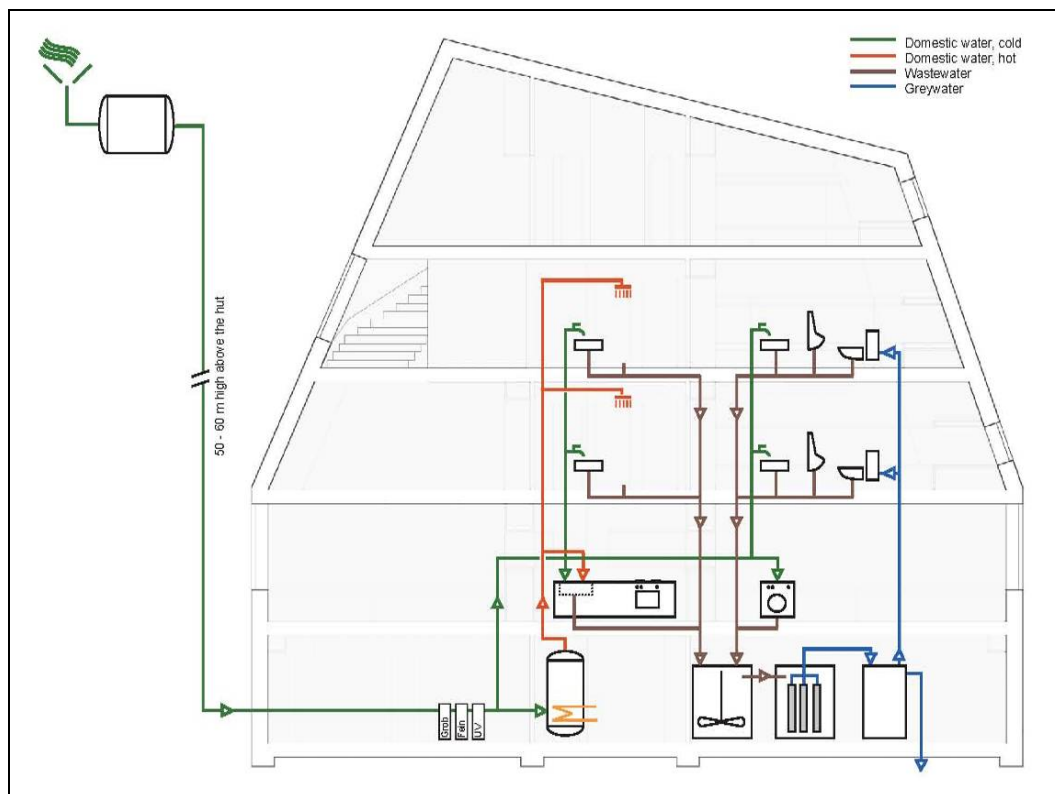 Domestic water, cold
Domestic water, hot
Wastewater
Greywater
50 - 60 m high above the hut
Grob
Fein
UV